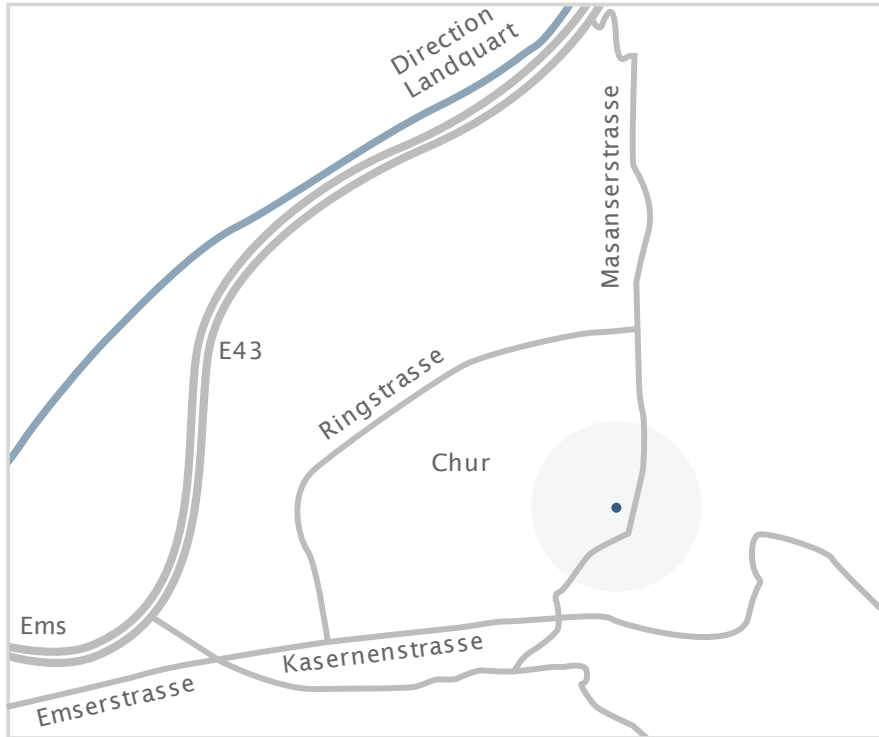 Direction
Landquart
Masanserstrasse
E43
Ringstrasse
Chur
Ems
Kasernenstrasse
Emserstrasse